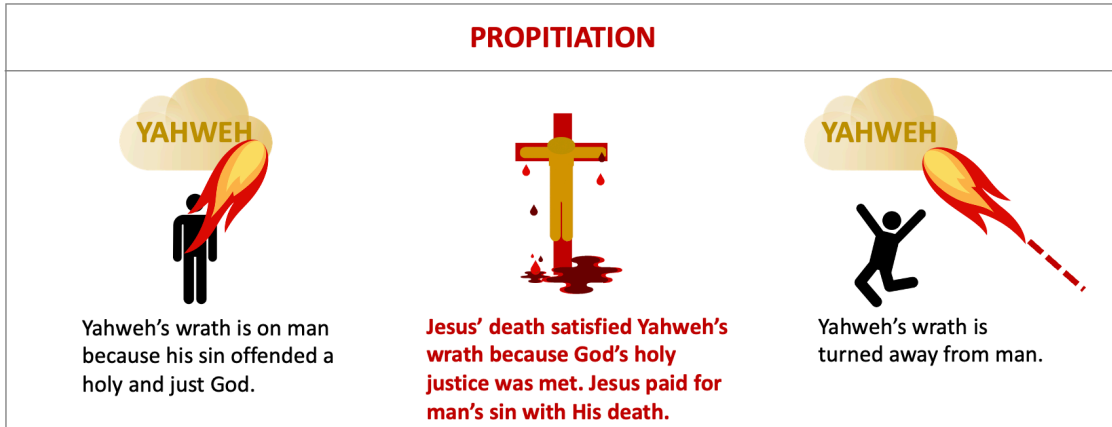 PROPITIATION
YAHWEH
Yahweh’s wrath is on man
because his sin offended a
holy and just God.
Jesus’ death satisfied Yahweh’s
wrath because God’s holy
justice was met. Jesus paid for
man’s sin with His death.
YAHWEH
Yahweh’s wrath is
turned away from man.